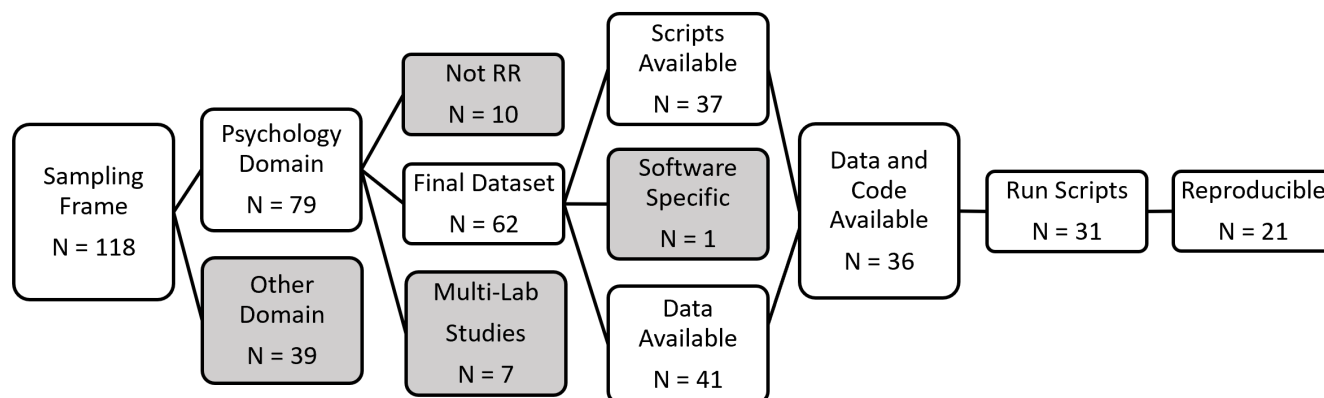 Sampling
Frame
N = 118
Psychology
Domain
N = 79
Other
Domain
N = 39
Not RR
N = 10
Final Dataset
N = 62
Multi-Lab
Studies
N = 7
Scripts
Available
N = 37
Software
Specific
N = 1
Data
Available
N = 41
Data and
Code
Available
N = 36
Run Scripts
N = 31
Reproducible
N = 21